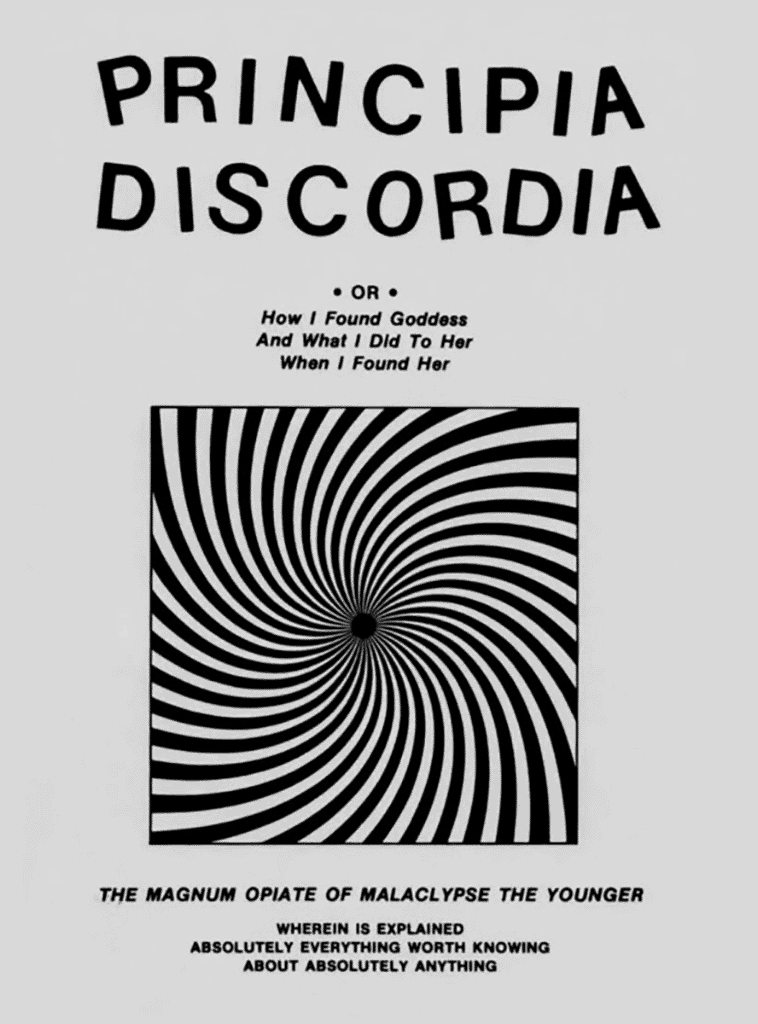 PRINCIPIA
DISCORDIA
• OR •
How I Found Goddess
And What I Did To Her
When I Found Her
THE MAGNUM OPIATE OF MALACLYPSE THE YOUNGER
WHEREIN IS EXPLAINED
ABSOLUTELY EVERYTHING WORTH KNOWING
ABOUT ABSOLUTELY ANYTHING